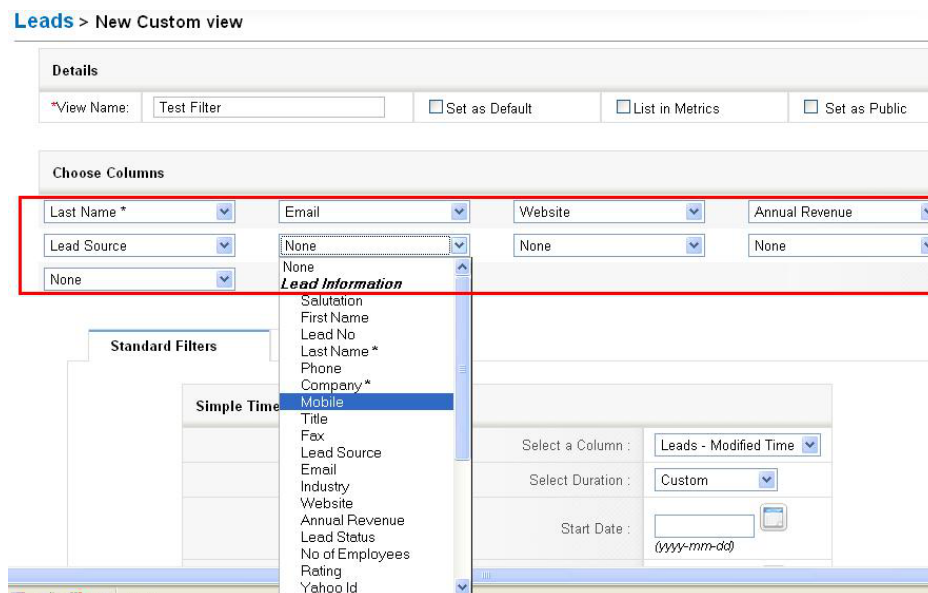 Leads > New Custom view
Details
*View Name: Test Filter Set as Default List in Metrics Set as Public
Choose Columns
Last Name * Email Website Annual Revenue
Lead Source None None None
None
None
Lead Information
Salutation
First Name
Lead No
Last Name *
Phone
Company *
Mobile
Title
Fax
Lead Source
Email
Industry
Website
Annual Revenue
Lead Status
No of Employees
Rating
Yahoo Id
Standard Filters
Simple Time
Select a Column : Leads - Modified Time
Select Duration : Custom
Start Date :
(yyyy-mm-dd)